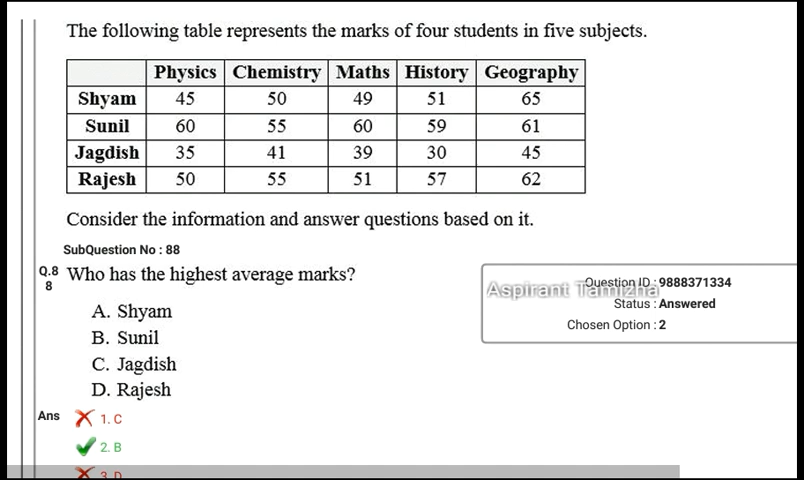 The following table represents the marks of four students in five subjects.
Physics Chemistry Maths History Geography
Shyam 45 50 49 51 65
Sunil 60 55 60 59 61
Jagdish 35 41 39 30 45
Rajesh 50 55 51 57 62
Consider the information and answer questions based on it.
SubQuestion No : 88
Q.8
8
Who has the highest average marks?
A. Shyam
B. Sunil
C. Jagdish
D. Rajesh
Question ID : 9888371334
Aspirant Tamizha
Status : Answered
Chosen Option : 2
Ans
1. C
2. B
3. D